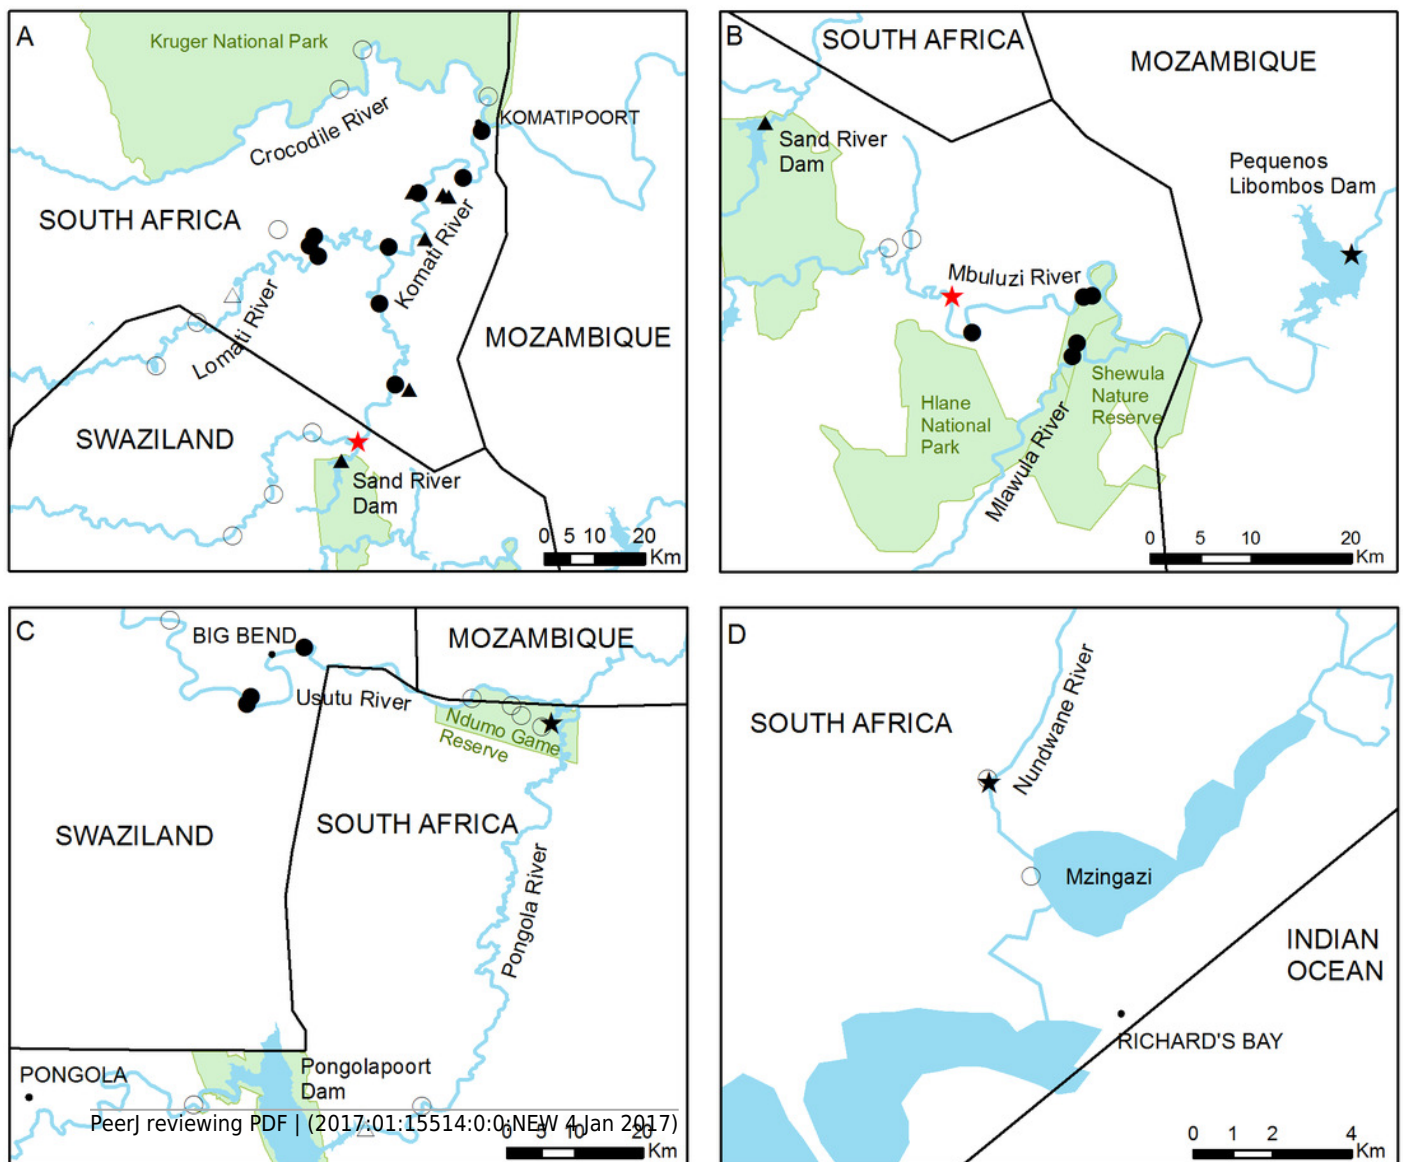 A
Kruger National Park
Crocodile River
KOMATIPOORT
SOUTH AFRICA
Komati River
Lomati River
MOZAMBIQUE
SWAZILAND
Sand River
Dam
0 5 10 20
Km
B
SOUTH AFRICA
MOZAMBIQUE
Sand River
Dam
Pequenos
Libombos Dam
Mbuluzi River
Shewula
Nature
Reserve
Hlane
National
Park
Mlawula River
0 5 10 20
Km
C
BIG BEND
MOZAMBIQUE
Usutu River
Ndumo Game
Reserve
SWAZILAND
SOUTH AFRICA
Pongola River
PONGOLA
Pongolapoort
Dam
0 5 10 20
Km
D
Nundwane River
SOUTH AFRICA
Mzingazi
INDIAN
OCEAN
RICHARD'S BAY
0 1 2 4
Km
PeerJ reviewing PDF | (2017:01:15514:0:0:NEW 4 Jan 2017)